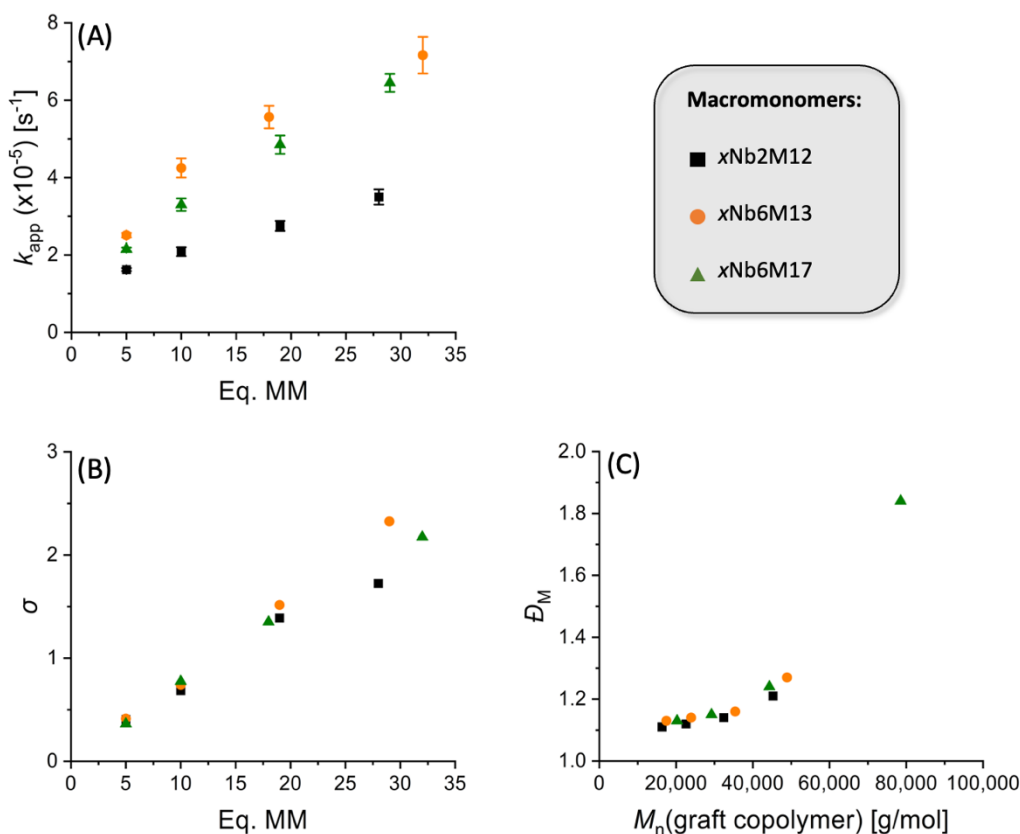 (A)
k_app (x10⁻⁵) [s⁻¹]
8
6
4
2
0
0 5 10 15 20 25 30 35
Eq. MM
Macromonomers:
xNb2M12
xNb6M13
xNb6M17
(B)
σ
3
2
1
0
0 5 10 15 20 25 30 35
Eq. MM
(C)
Đ_M
2.0
1.8
1.6
1.4
1.2
1.0
0 20,000 40,000 60,000 80,000 100,000
M_n(graft copolymer) [g/mol]